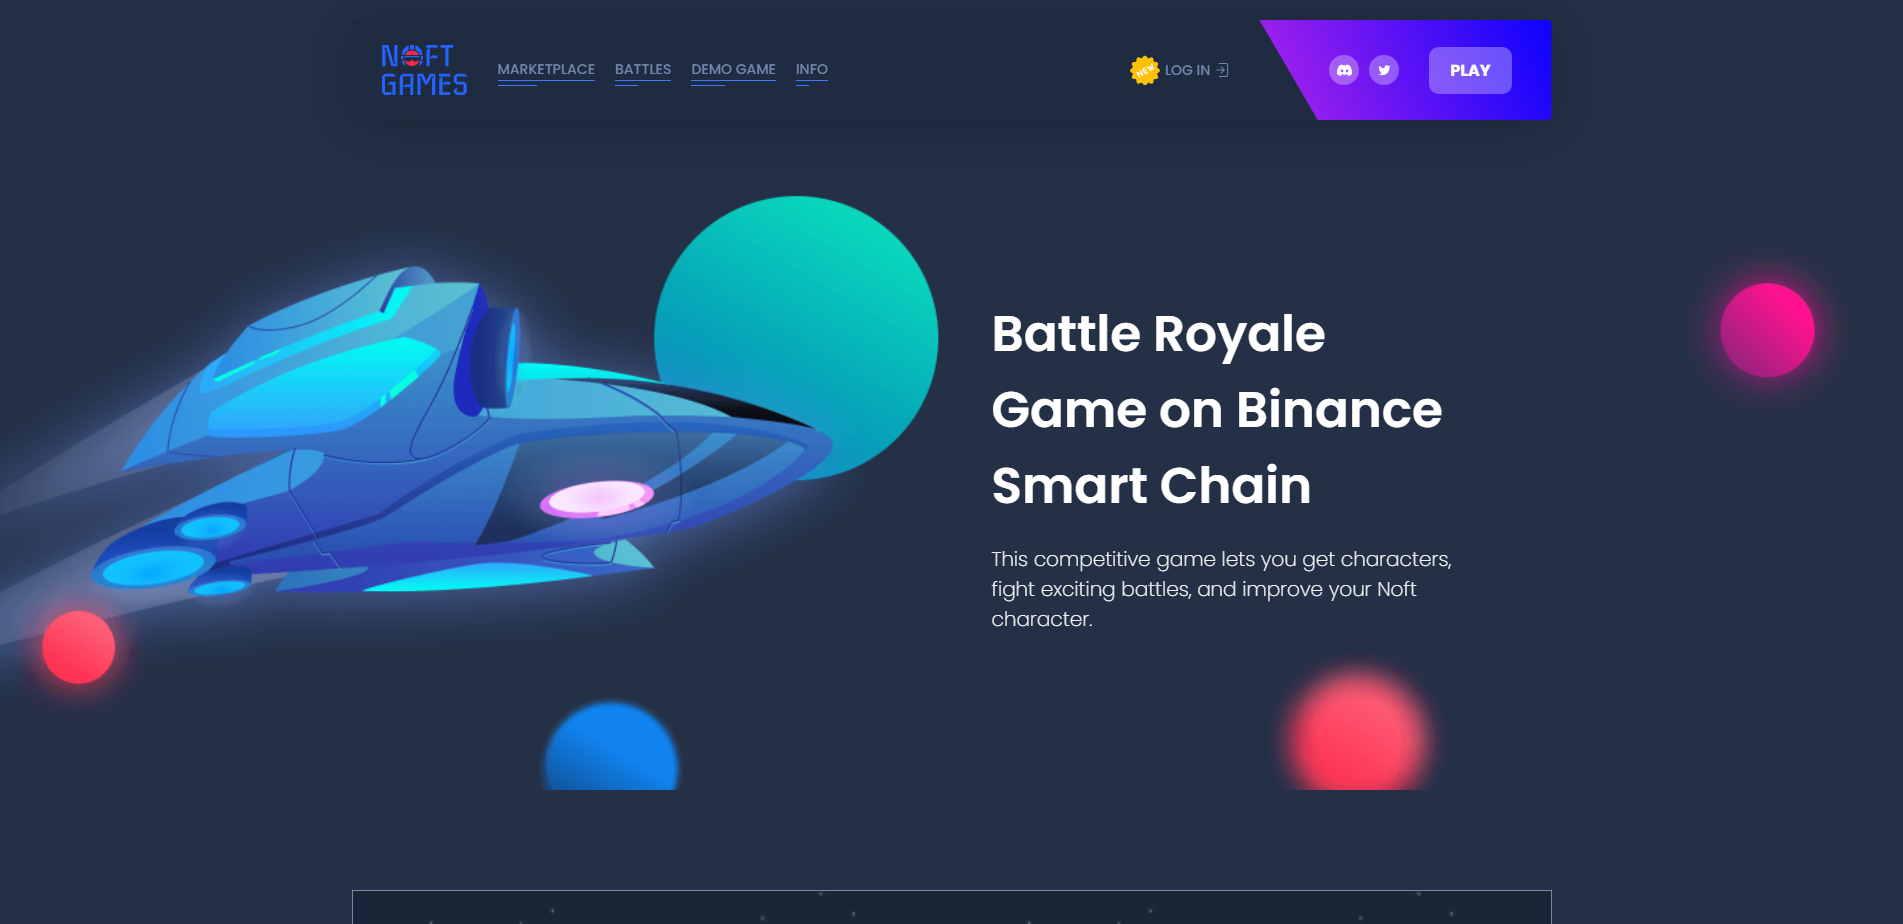 NOFT
GAMES
MARKETPLACE
BATTLES
DEMO GAME
INFO
NEW
LOG IN
PLAY
Battle Royale
Game on Binance
Smart Chain
This competitive game lets you get characters,
fight exciting battles, and improve your Noft
character.